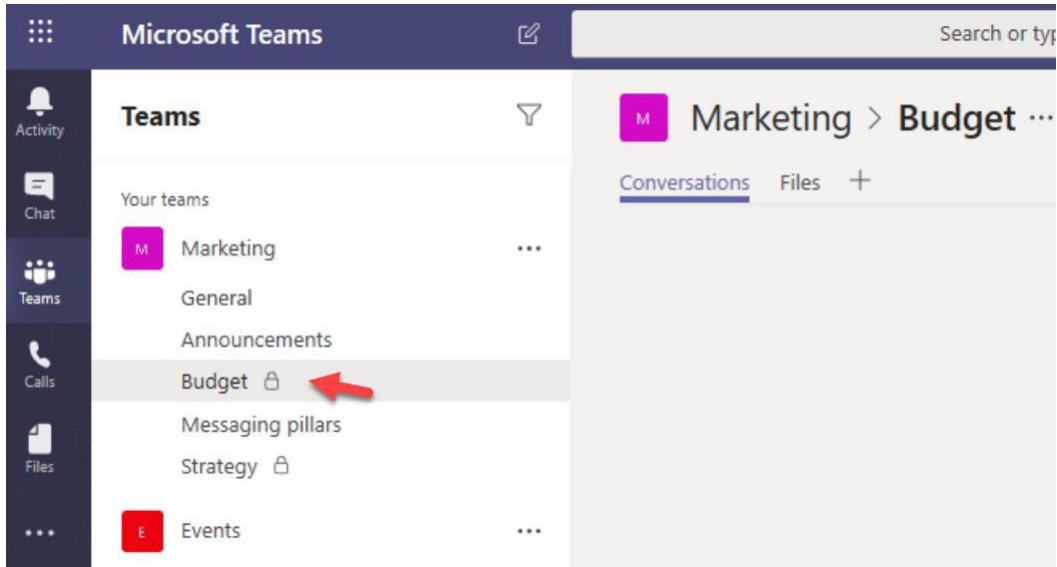 Microsoft Teams
Search or typ
Activity
Chat
Teams
Calls
Files
Teams
Your teams
M Marketing
General
Announcements
Budget
Messaging pillars
Strategy
E Events
M Marketing > Budget ...
Conversations Files +